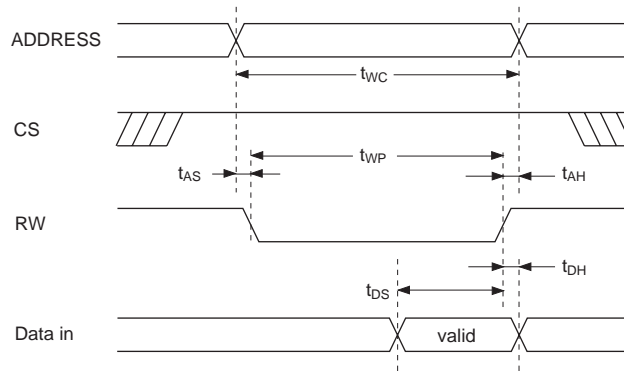 ADDRESS
tWC
CS
tWP
tAS
tAH
RW
tDH
tDS
Data in
valid